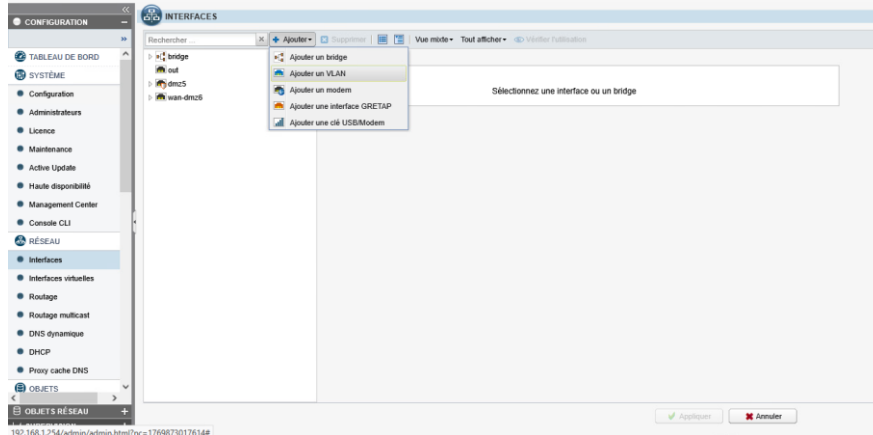 CONFIGURATION
INTERFACES
Rechercher ...
Ajouter
Supprimer
Vue mixte
Tout afficher
Vérifier l'utilisation
TABLEAU DE BORD
SYSTÈME
Configuration
Administrateurs
Licence
Maintenance
Active Update
Haute disponibilité
Management Center
Console CLI
RÉSEAU
Interfaces
Interfaces virtuelles
Routage
Routage multicast
DNS dynamique
DHCP
Proxy cache DNS
OBJETS
OBJETS RÉSEAU
bridge
out
dmz5
wan-dmz6
Ajouter un bridge
Ajouter un VLAN
Ajouter un modem
Ajouter une interface GRETAP
Ajouter une clé USB/Modem
Sélectionnez une interface ou un bridge
Appliquer
Annuler
192.168.1.254/admin/admin.html?nc=1769873017614#